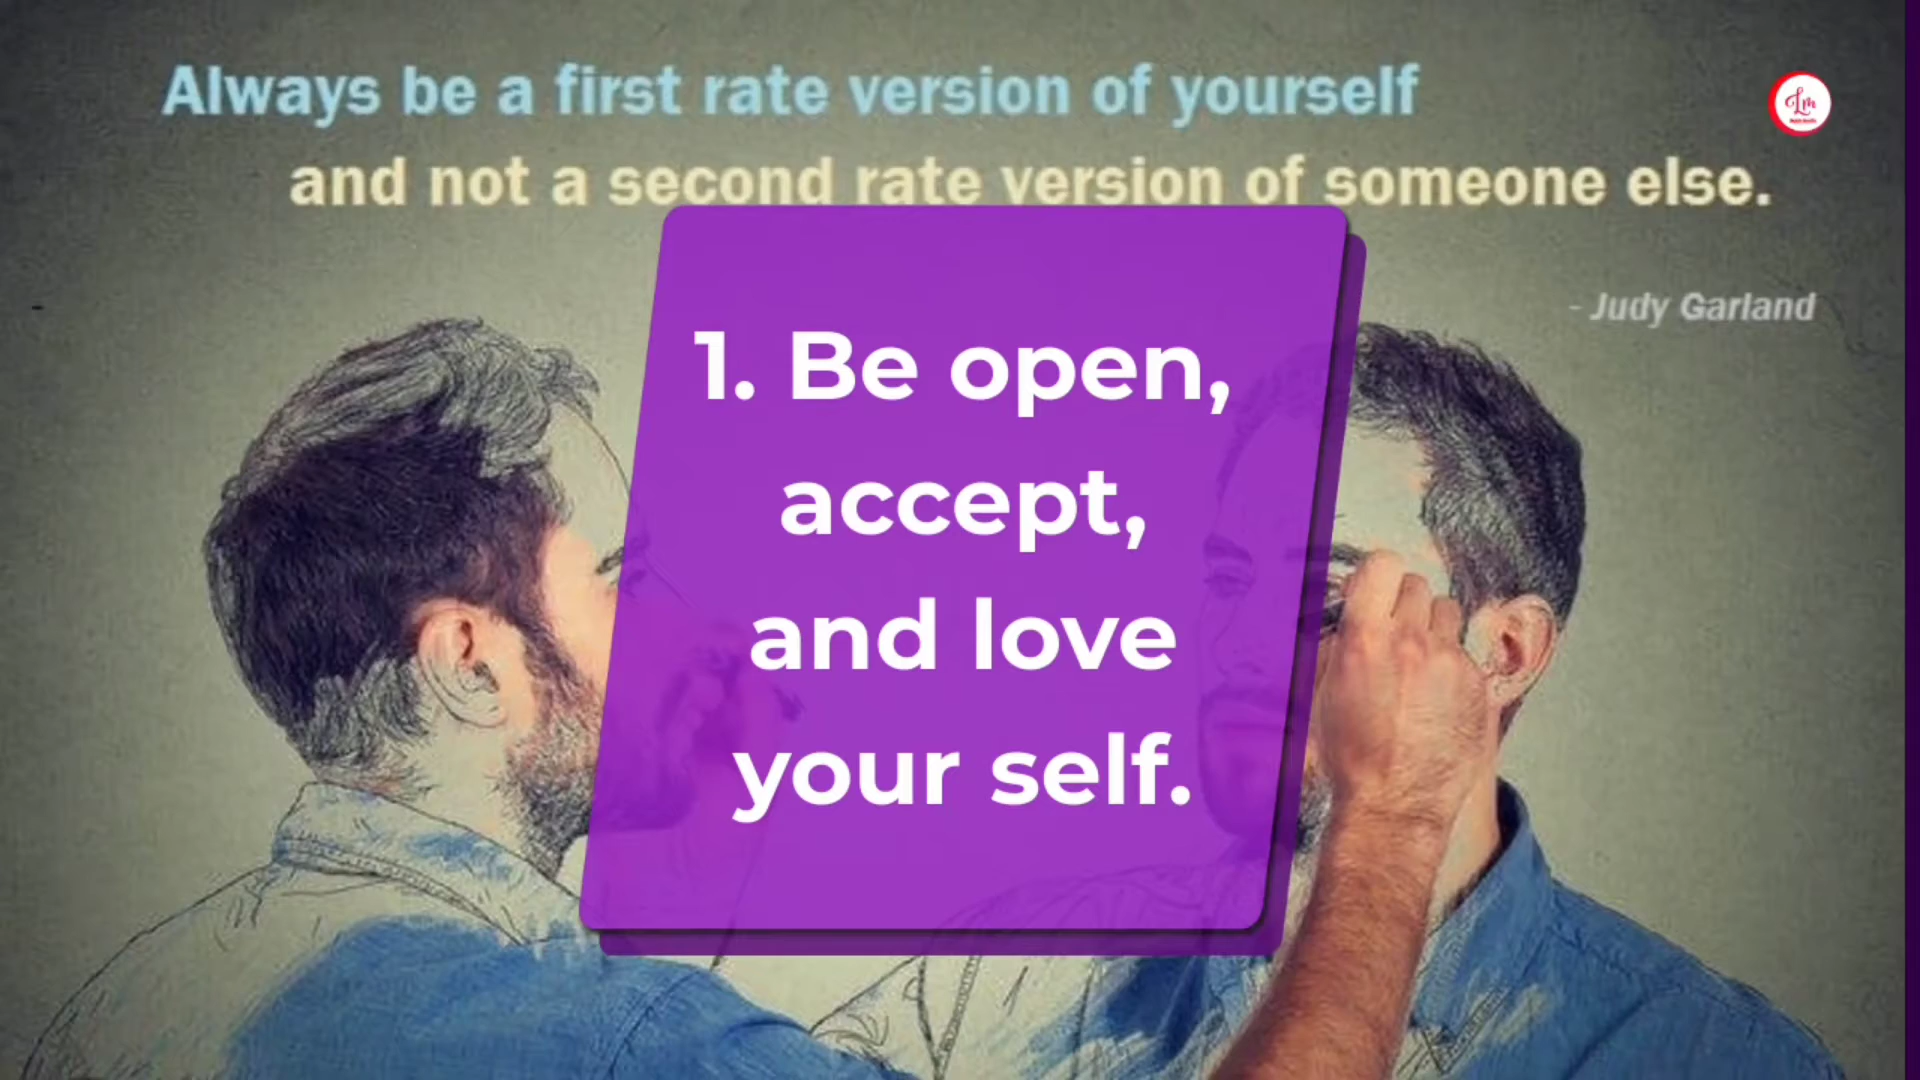 Always be a first rate version of yourself
and not a second rate version of someone else.
- Judy Garland
Lm
1. Be open,
accept,
and love
your self.